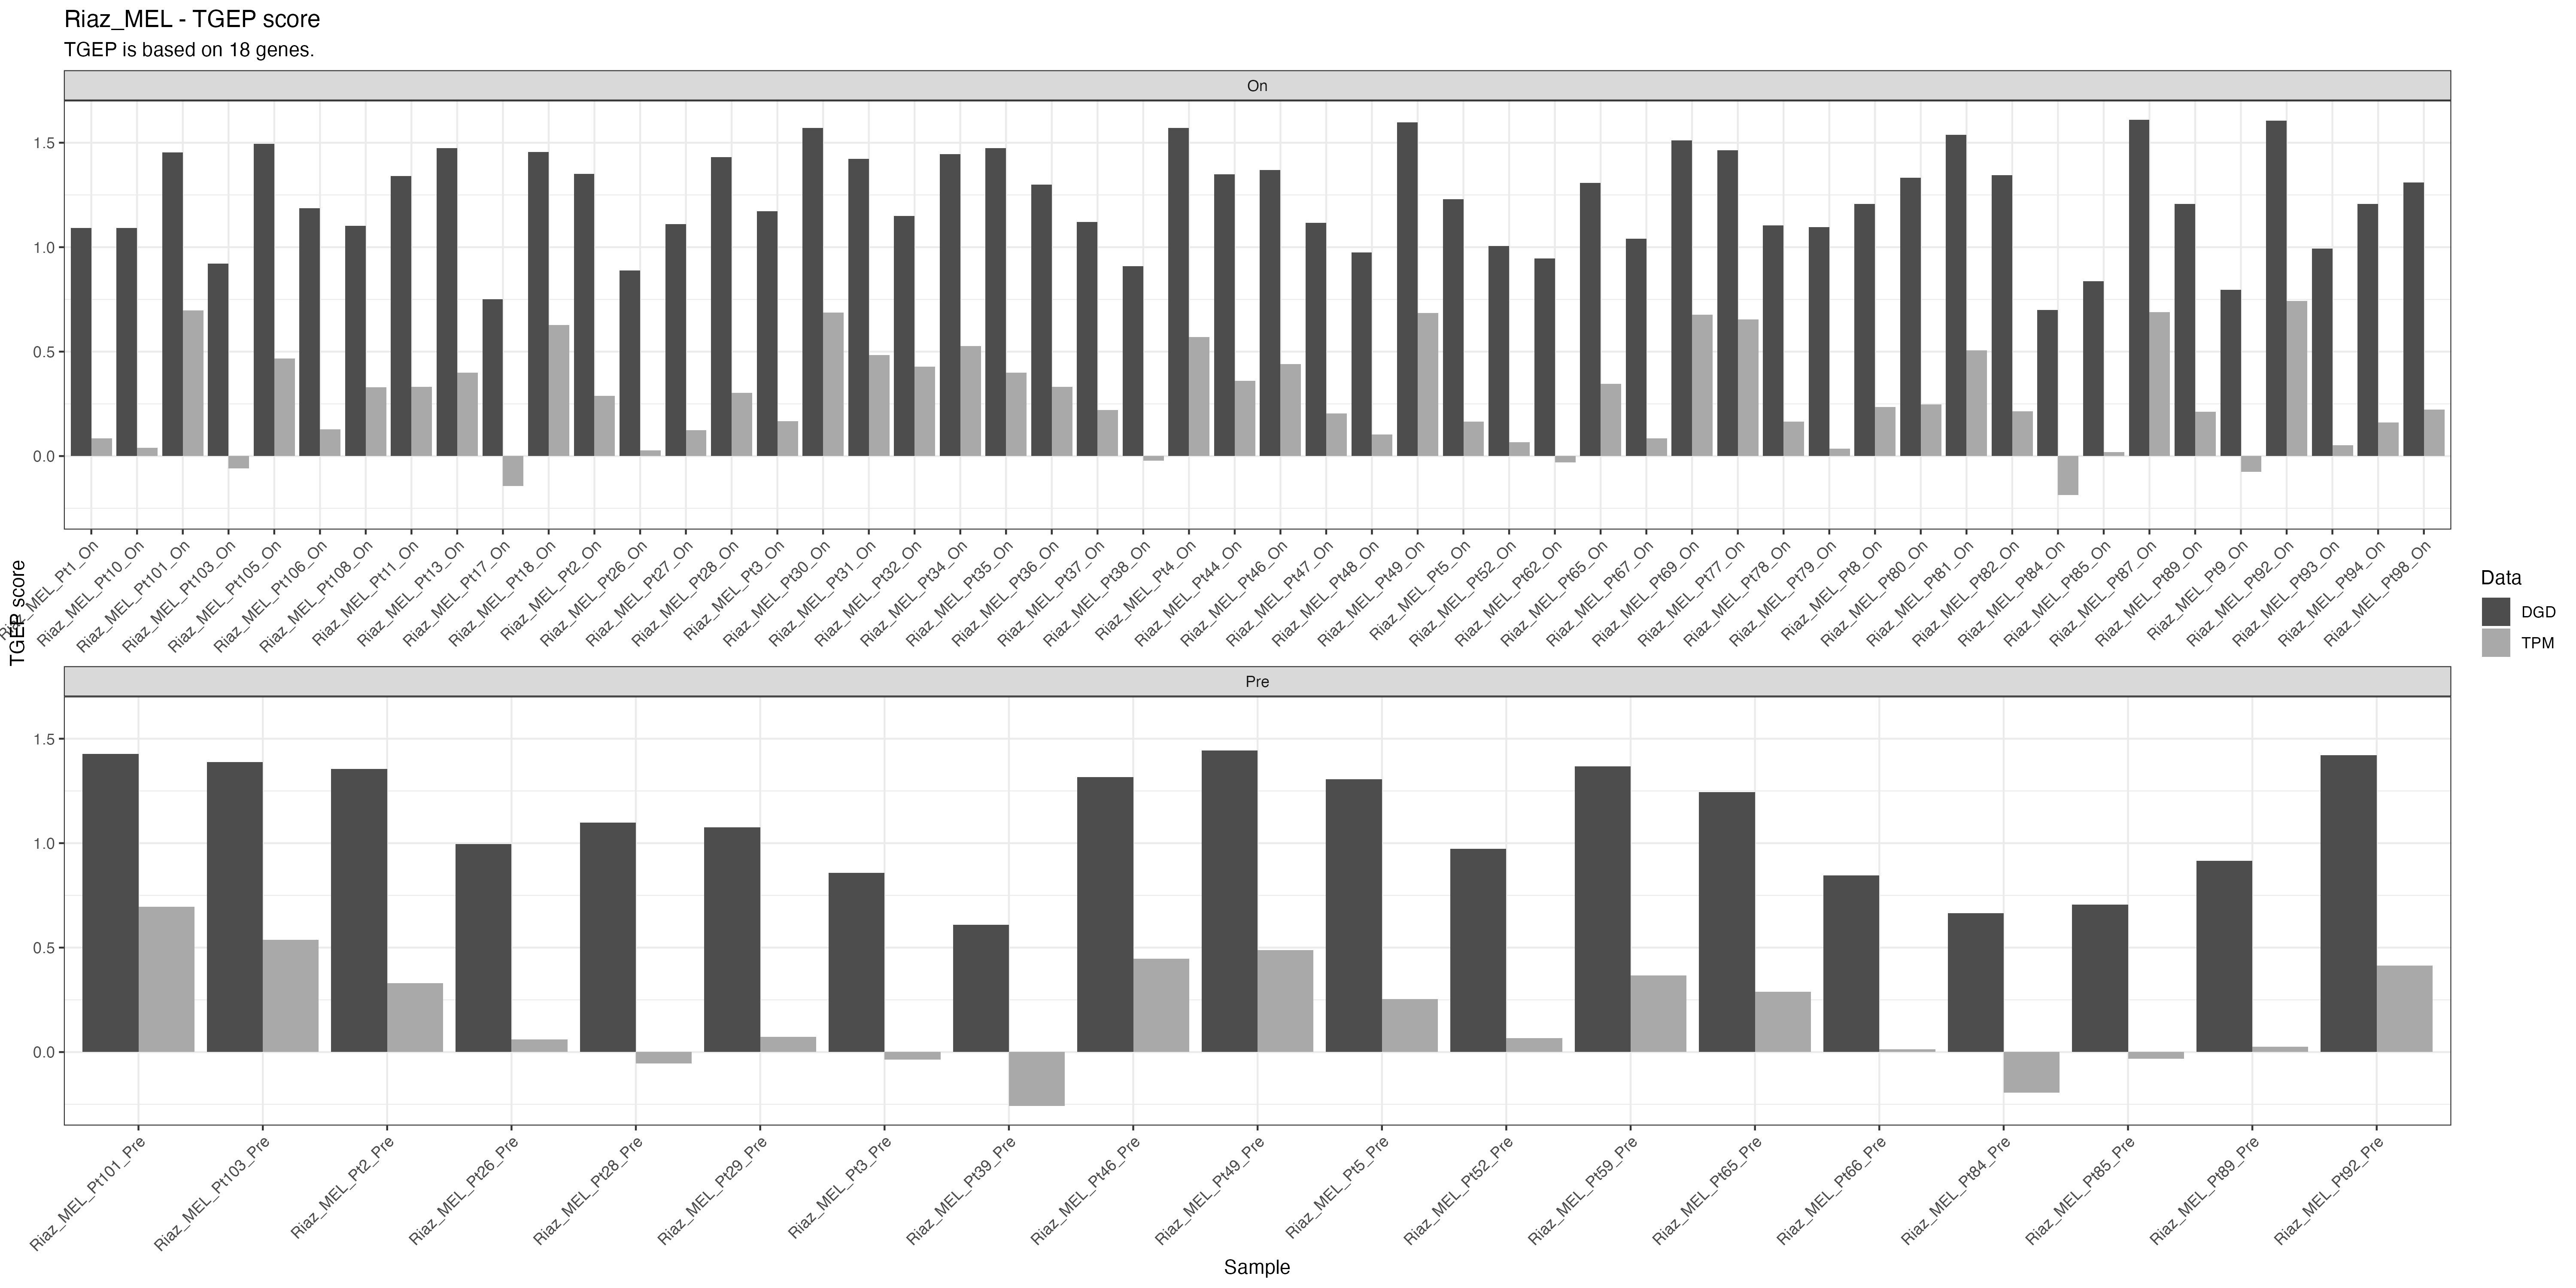 Riaz_MEL - TGEP score
TGEP is based on 18 genes.
On
1.5
1.0
0.5
0.0
Riaz_MEL_Pt1_On
Riaz_MEL_Pt10_On
Riaz_MEL_Pt101_On
Riaz_MEL_Pt103_On
Riaz_MEL_Pt105_On
Riaz_MEL_Pt106_On
Riaz_MEL_Pt108_On
Riaz_MEL_Pt11_On
Riaz_MEL_Pt13_On
Riaz_MEL_Pt17_On
Riaz_MEL_Pt18_On
Riaz_MEL_Pt2_On
Riaz_MEL_Pt26_On
Riaz_MEL_Pt27_On
Riaz_MEL_Pt28_On
Riaz_MEL_Pt3_On
Riaz_MEL_Pt30_On
Riaz_MEL_Pt31_On
Riaz_MEL_Pt32_On
Riaz_MEL_Pt34_On
Riaz_MEL_Pt35_On
Riaz_MEL_Pt36_On
Riaz_MEL_Pt37_On
Riaz_MEL_Pt38_On
Riaz_MEL_Pt4_On
Riaz_MEL_Pt44_On
Riaz_MEL_Pt46_On
Riaz_MEL_Pt47_On
Riaz_MEL_Pt48_On
Riaz_MEL_Pt49_On
Riaz_MEL_Pt5_On
Riaz_MEL_Pt52_On
Riaz_MEL_Pt62_On
Riaz_MEL_Pt65_On
Riaz_MEL_Pt67_On
Riaz_MEL_Pt69_On
Riaz_MEL_Pt77_On
Riaz_MEL_Pt78_On
Riaz_MEL_Pt79_On
Riaz_MEL_Pt8_On
Riaz_MEL_Pt80_On
Riaz_MEL_Pt81_On
Riaz_MEL_Pt82_On
Riaz_MEL_Pt84_On
Riaz_MEL_Pt85_On
Riaz_MEL_Pt87_On
Riaz_MEL_Pt89_On
Riaz_MEL_Pt9_On
Riaz_MEL_Pt92_On
Riaz_MEL_Pt93_On
Riaz_MEL_Pt94_On
Riaz_MEL_Pt98_On
TGEP score
Data
DGD
TPM
Pre
1.5
1.0
0.5
0.0
Riaz_MEL_Pt101_Pre
Riaz_MEL_Pt103_Pre
Riaz_MEL_Pt2_Pre
Riaz_MEL_Pt26_Pre
Riaz_MEL_Pt28_Pre
Riaz_MEL_Pt29_Pre
Riaz_MEL_Pt3_Pre
Riaz_MEL_Pt39_Pre
Riaz_MEL_Pt46_Pre
Riaz_MEL_Pt49_Pre
Riaz_MEL_Pt5_Pre
Riaz_MEL_Pt52_Pre
Riaz_MEL_Pt59_Pre
Riaz_MEL_Pt65_Pre
Riaz_MEL_Pt66_Pre
Riaz_MEL_Pt84_Pre
Riaz_MEL_Pt85_Pre
Riaz_MEL_Pt89_Pre
Riaz_MEL_Pt92_Pre
Sample